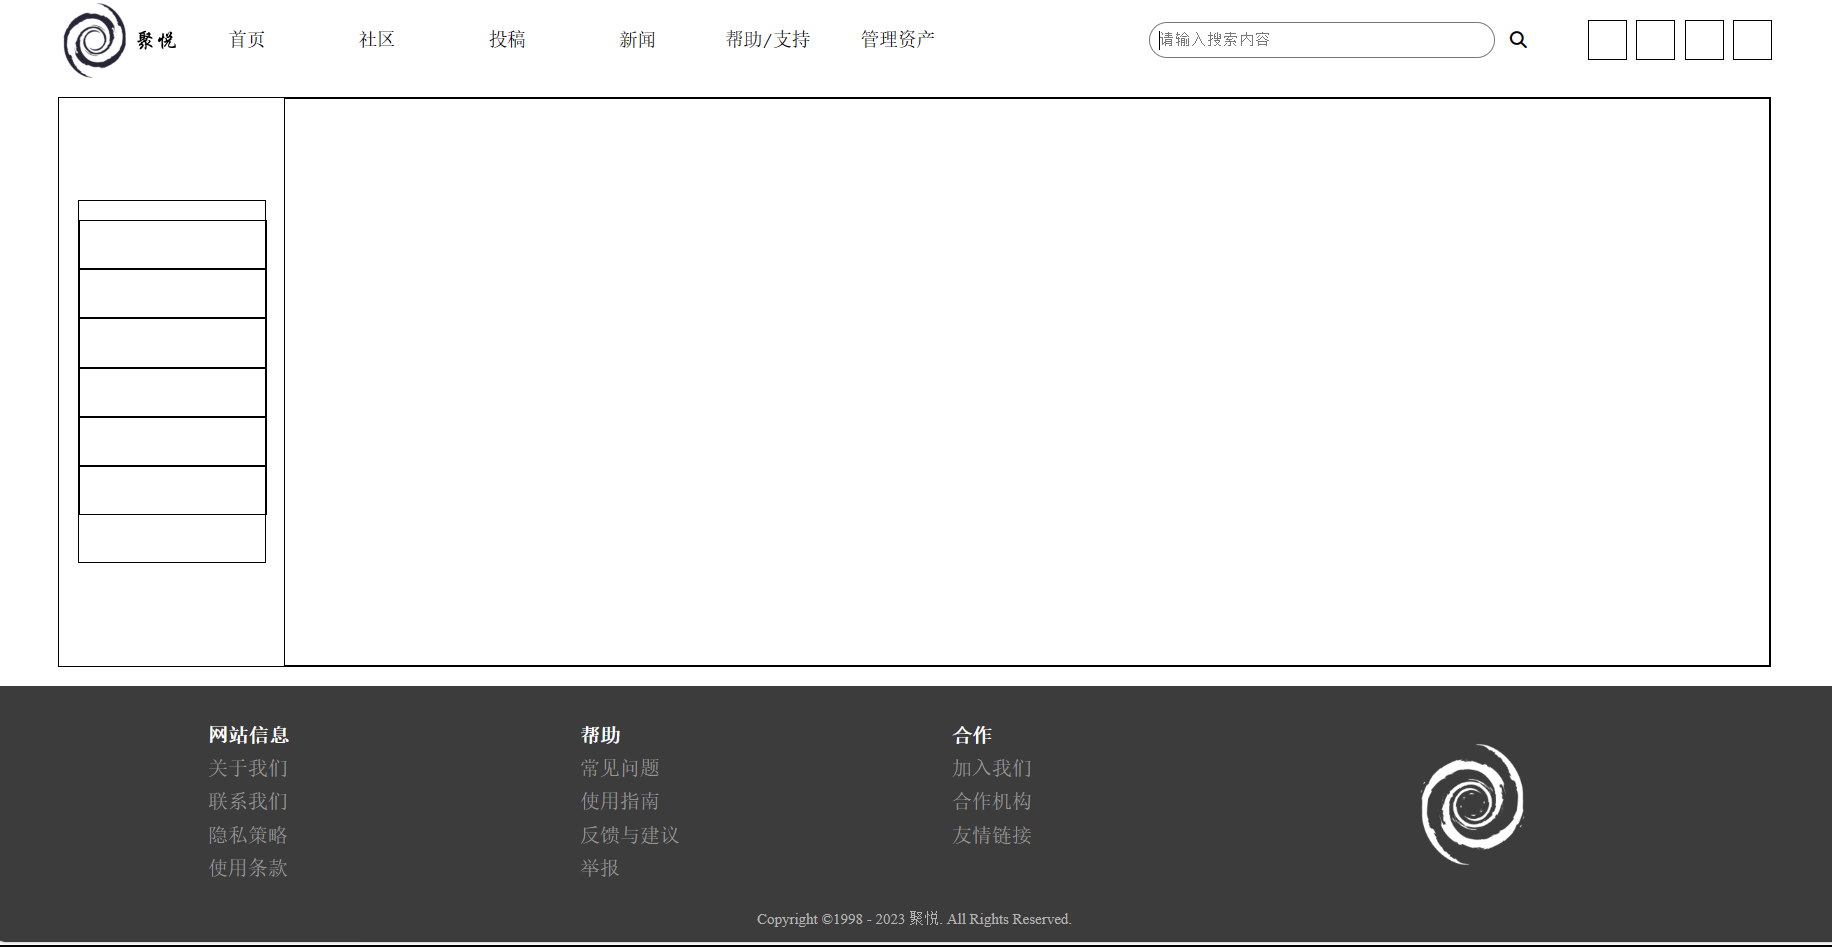 聚悦
首页 社区 投稿 新闻 帮助/支持 管理资产
请输入搜索内容
网站信息
关于我们
联系我们
隐私策略
使用条款
帮助
常见问题
使用指南
反馈与建议
举报
合作
加入我们
合作机构
友情链接
Copyright ©1998 - 2023 聚悦. All Rights Reserved.